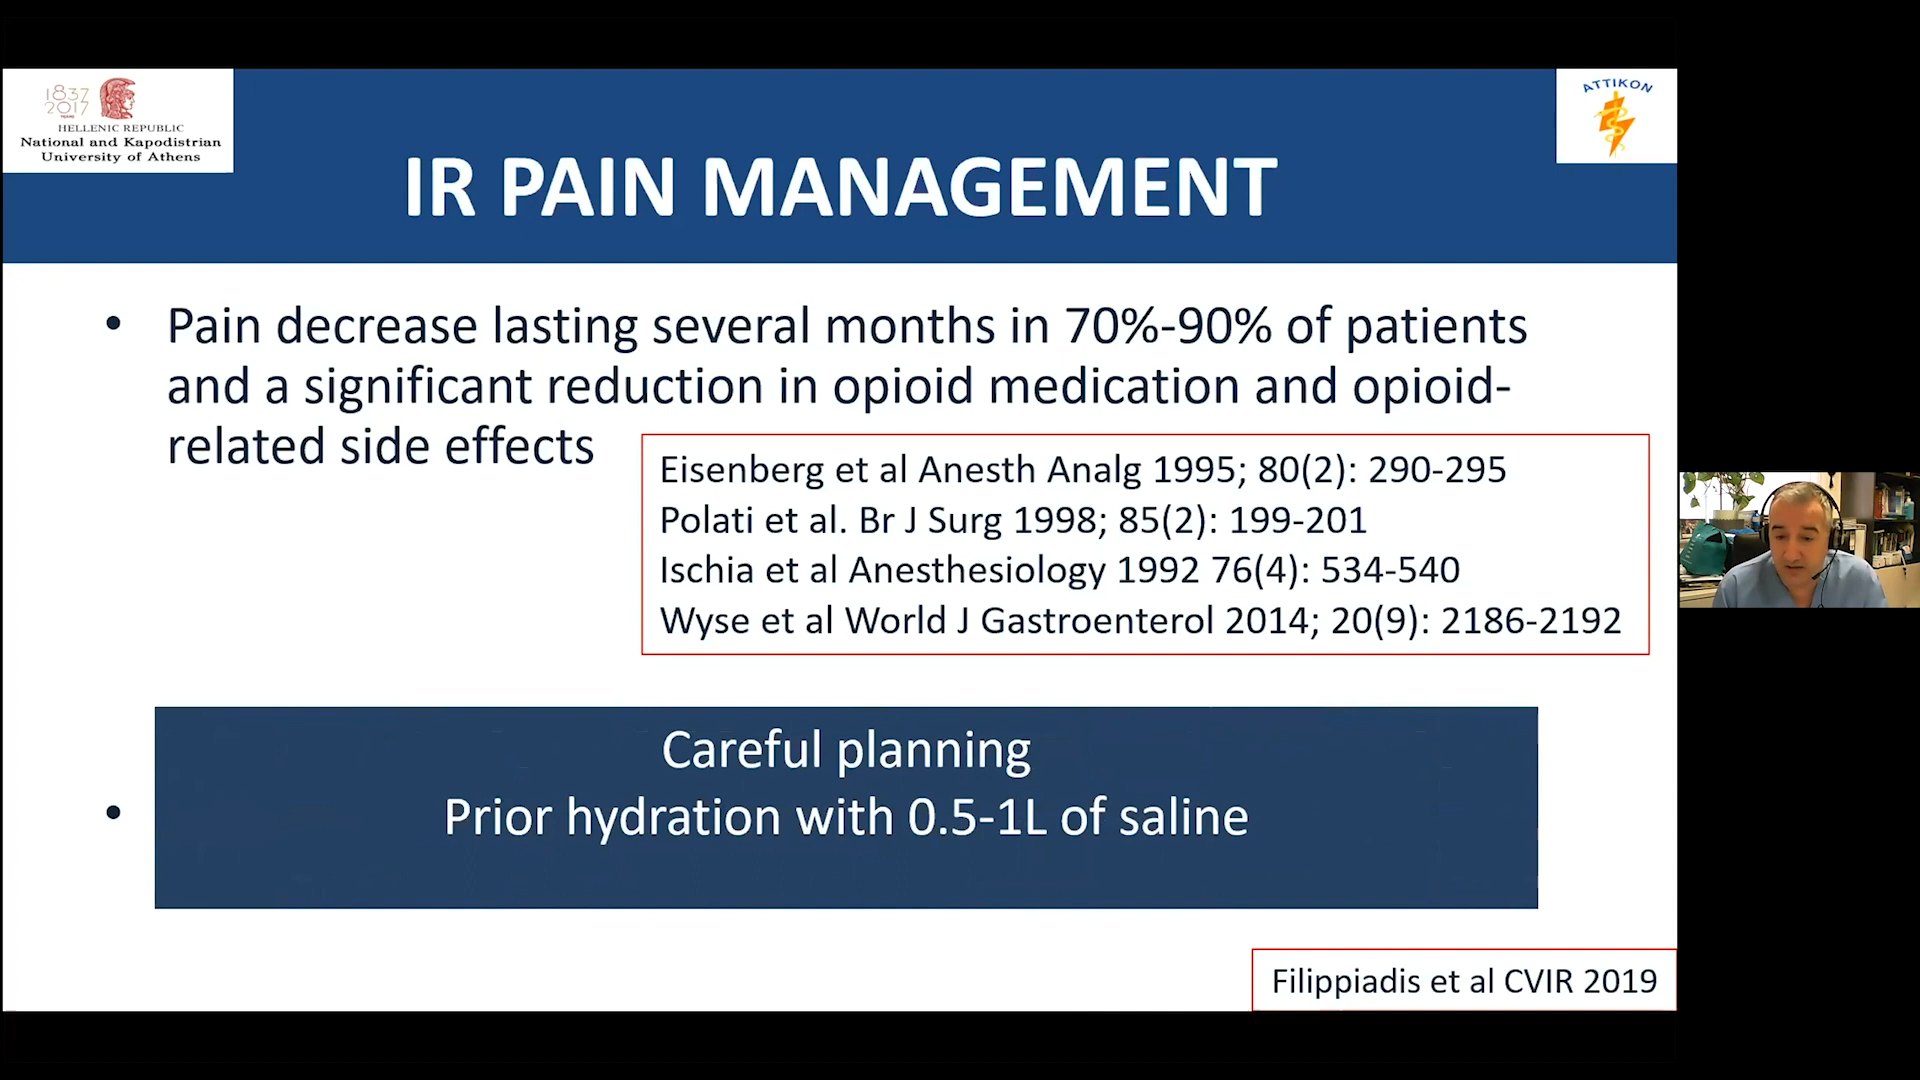 1837
2017
YEARS
HELLENIC REPUBLIC
National and Kapodistrian
University of Athens
ATTIKON
IR PAIN MANAGEMENT
• Pain decrease lasting several months in 70%-90% of patients
and a significant reduction in opioid medication and opioid-
related side effects
Eisenberg et al Anesth Analg 1995; 80(2): 290-295
Polati et al. Br J Surg 1998; 85(2): 199-201
Ischia et al Anesthesiology 1992 76(4): 534-540
Wyse et al World J Gastroenterol 2014; 20(9): 2186-2192
Careful planning
• Prior hydration with 0.5-1L of saline
Filippiadis et al CVIR 2019